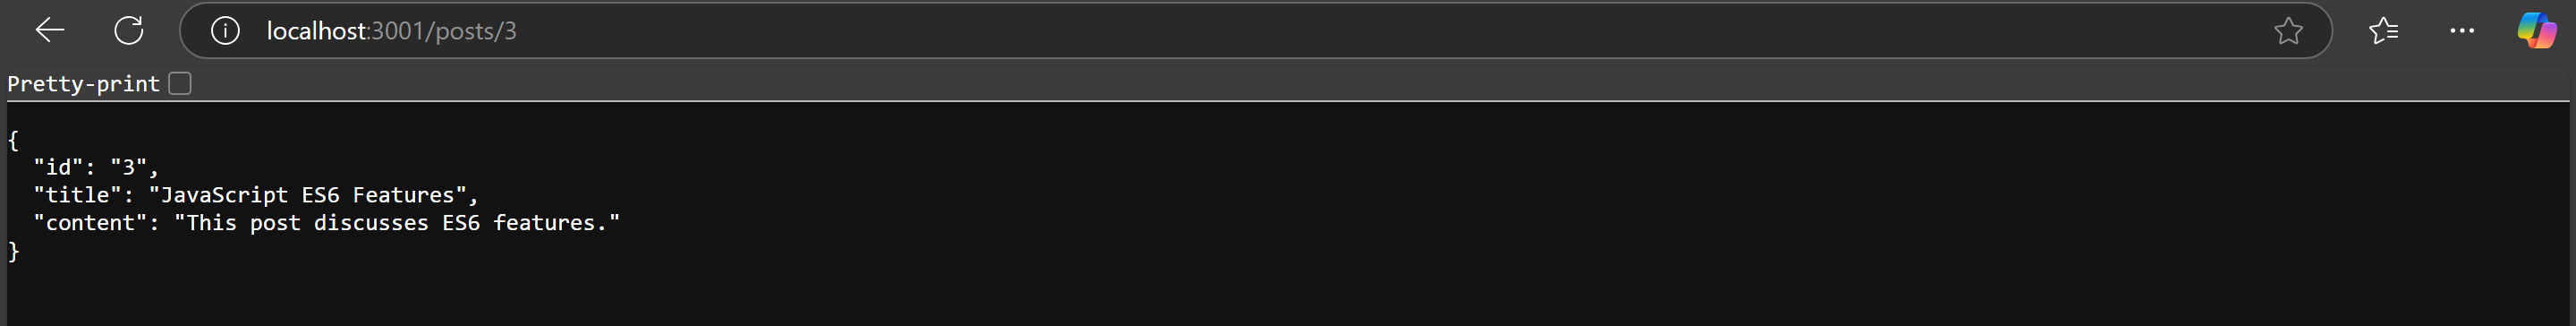 localhost:3001/posts/3
Pretty-print
{
  "id": "3",
  "title": "JavaScript ES6 Features",
  "content": "This post discusses ES6 features."
}